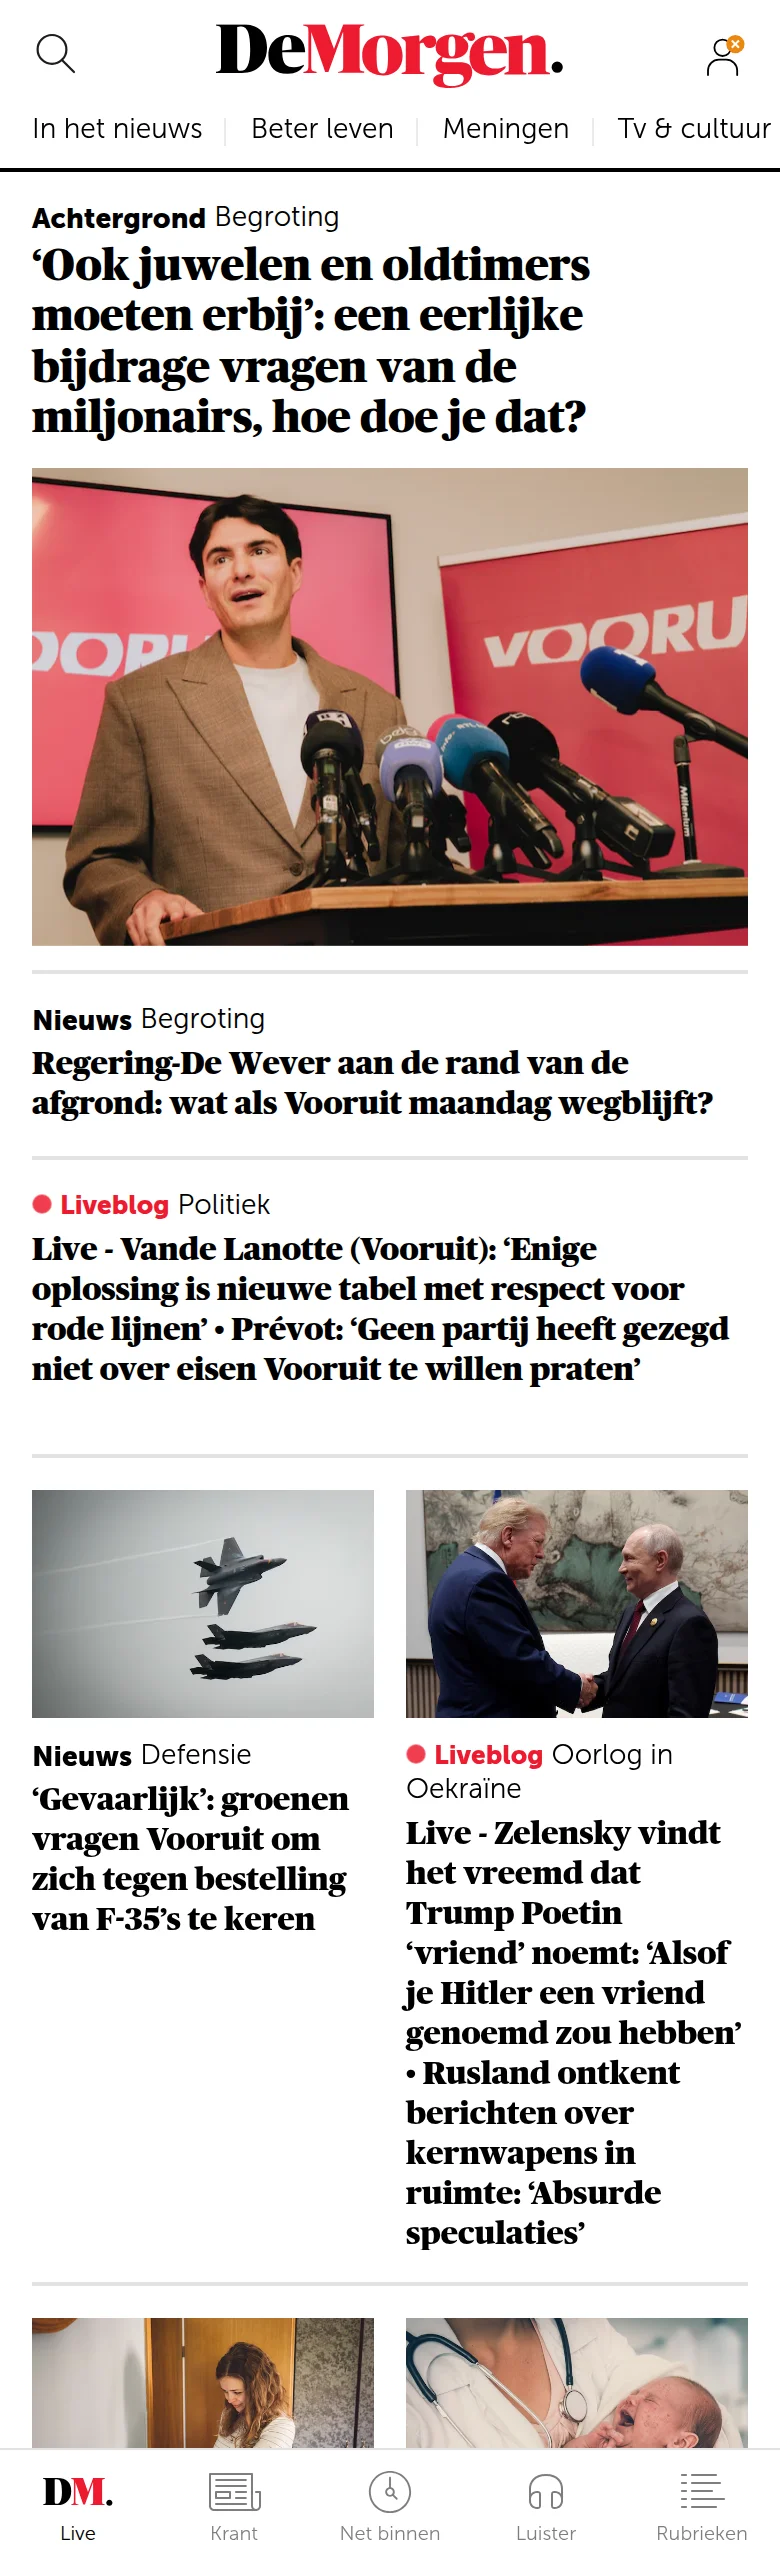 DeMorgen.
In het nieuws
Beter leven
Meningen
Tv & cultuur
Achtergrond Begroting
‘Ook juwelen en oldtimers
moeten erbij’: een eerlijke
bijdrage vragen van de
miljonairs, hoe doe je dat?
VOORU
Nieuws Begroting
Regering-De Wever aan de rand van de
afgrond: wat als Vooruit maandag wegblijft?
Liveblog Politiek
Live - Vande Lanotte (Vooruit): ‘Enige
oplossing is nieuwe tabel met respect voor
rode lijnen’ • Prévot: ‘Geen partij heeft gezegd
niet over eisen Vooruit te willen praten’
Nieuws Defensie
‘Gevaarlijk’: groenen
vragen Vooruit om
zich tegen bestelling
van F-35’s te keren
Liveblog Oorlog in
Oekraïne
Live - Zelensky vindt
het vreemd dat
Trump Poetin
‘vriend’ noemt: ‘Alsof
je Hitler een vriend
genoemd zou hebben’
• Rusland ontkent
berichten over
kernwapens in
ruimte: ‘Absurde
speculaties’
DM.
Live
Krant
Net binnen
Luister
Rubrieken